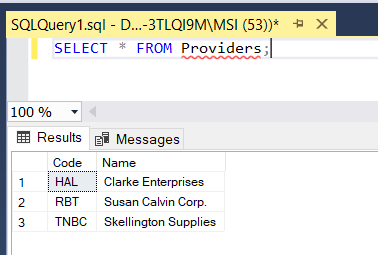 SQLQuery1.sql - D...-3TLQI9M\MSI (53))*
SELECT * FROM Providers;
100 %
Results Messages
Code Name
1 HAL Clarke Enterprises
2 RBT Susan Calvin Corp.
3 TNBC Skellington Supplies